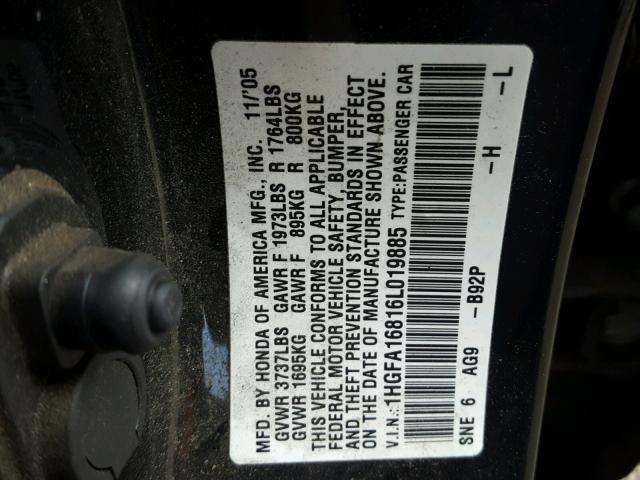 MFD. BY HONDA OF AMERICA MFG., INC. 11/'05
GVWR 3737LBS GAWR F 1973LBS R 1764LBS
GVWR 1695KG GAWR F 895KG R 800KG
THIS VEHICLE CONFORMS TO ALL APPLICABLE
FEDERAL MOTOR VEHICLE SAFETY, BUMPER,
AND THEFT PREVENTION STANDARDS IN EFFECT
ON THE DATE OF MANUFACTURE SHOWN ABOVE.
V.I.N.:1HGFA16816L019885 TYPE:PASSENGER CAR
SNE 6 AG9 -B92P -H -L